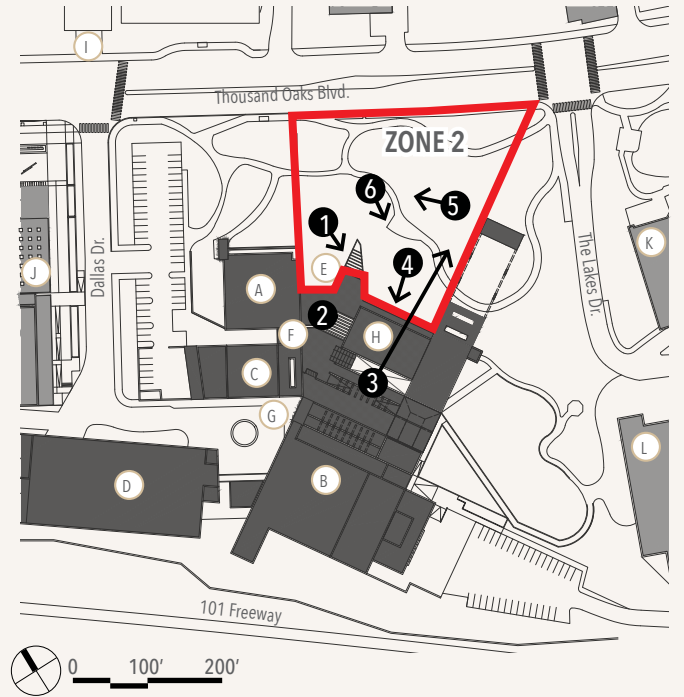 I
Thousand Oaks Blvd.
ZONE 2
6
5
1
K
Dallas Dr.
The Lakes Dr.
E
4
J
A
2
F
H
C
3
G
L
B
D
101 Freeway
0 100' 200'